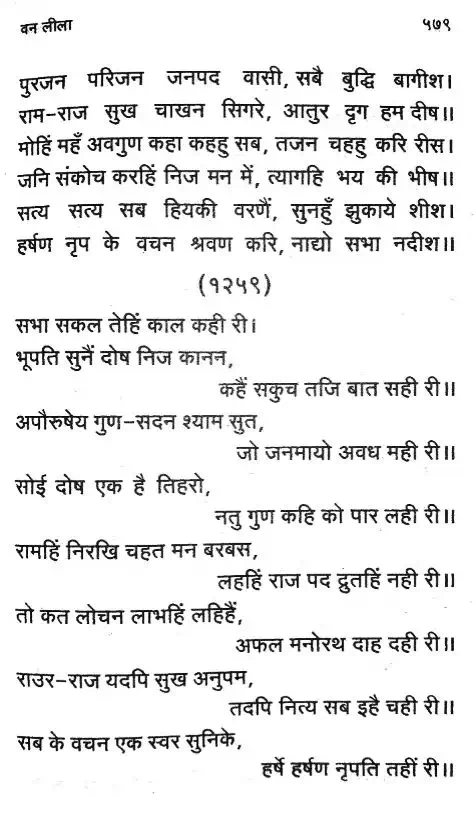 वन लीला ५७९
पुरजन परिजन जनपद वासी, सबै बुद्धि बागीश।
राम-राज सुख चाखन सिगरे, आतुर दृग हम दीष॥
मोहिं महँ अवगुण कहा कहहु सब, तजन चहहु करि रीस।
जनि संकोच करहिं निज मन में, त्यागहि भय की भीष॥
सत्य सत्य सब हियकी वरणैं, सुनहुँ झुकाये शीश।
हर्षण नृप के वचन श्रवण करि, नाद्यो सभा नदीश॥
(१२५९)
सभा सकल तेहिं काल कही री।
भूपति सुनैं दोष निज कानन,
कहैं सकुच तजि बात सही री॥
अपौरुषेय गुण-सदन श्याम सुत,
जो जनमायो अवध मही री॥
सोई दोष एक है तिहरो,
नतु गुण कहि को पार लही री॥
रामहिं निरखि चहत मन बरबस,
लहहिं राज पद द्रुतहिं नही री॥
तो कत लोचन लाभहिं लहिहैं,
अफल मनोरथ दाह दही री॥
राउर-राज यदपि सुख अनुपम,
तदपि नित्य सब इहै चही री॥
सब के वचन एक स्वर सुनिके,
हर्षे हर्षण नृपति तहीं री॥